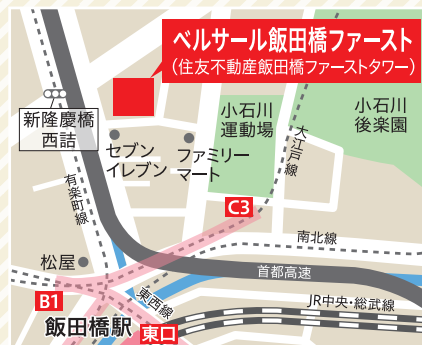 ベルサール飯田橋ファースト
(住友不動産飯田橋ファーストタワー)
新隆慶橋
西詰
小石川
運動場
小石川
後楽園
セブン
イレブン
ファミリー
マート
大江戸線
有楽町線
C3
南北線
松屋
首都高速
B1
東西線
JR中央・総武線
飯田橋駅
東口